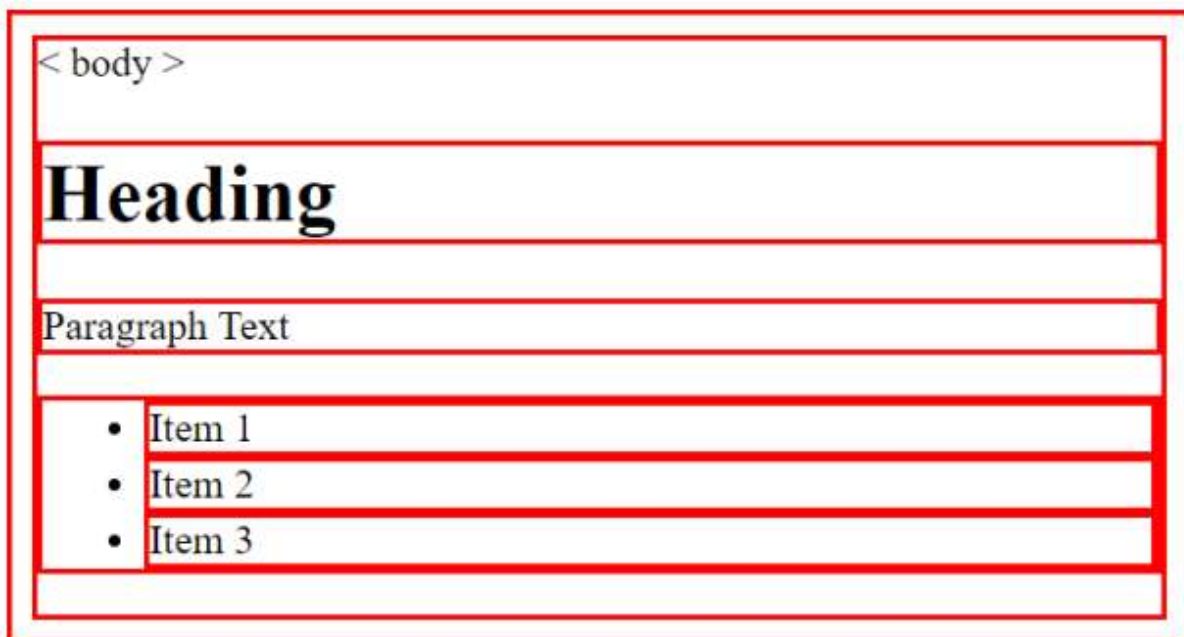 < body >
Heading
Paragraph Text
• Item 1
• Item 2
• Item 3